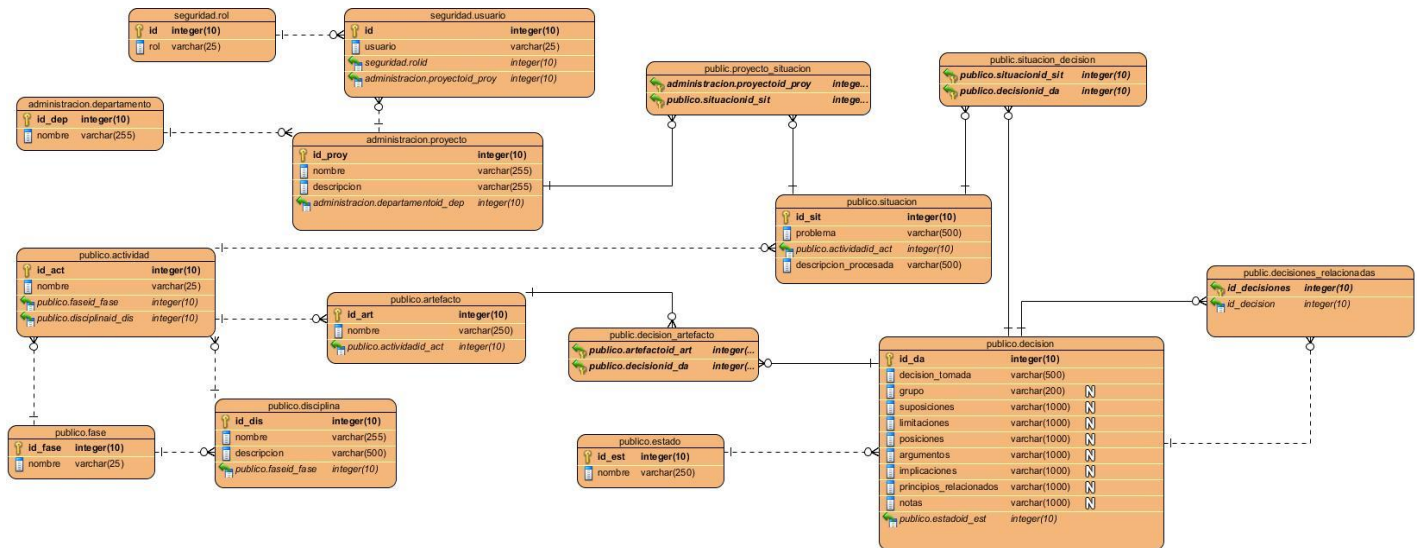 seguridad.rol
id integer(10)
rol varchar(25)
seguridad.usuario
id integer(10)
usuario varchar(25)
seguridad.rolid integer(10)
administracion.proyectoid_proy integer(10)
public.proyecto_situacion
administracion.proyectoid_proy intege...
publico.situacionid_sit intege...
public.situacion_decision
publico.situacionid_sit integer(10)
publico.decisionid_da integer(10)
administracion.departamento
id_dep integer(10)
nombre varchar(255)
administracion.proyecto
id_proy integer(10)
nombre varchar(255)
descripcion varchar(255)
administracion.departamentoid_dep integer(10)
publico.situacion
id_sit integer(10)
problema varchar(500)
publico.actividadid_act integer(10)
descripcion_procesada varchar(500)
publico.actividad
id_act integer(10)
nombre varchar(25)
publico.faseid_fase integer(10)
publico.disciplinaid_dis integer(10)
publico.artefacto
id_art integer(10)
nombre varchar(250)
publico.actividadid_act integer(10)
public.decisiones_relacionadas
id_decisiones integer(10)
id_decision integer(10)
public.decision_artefacto
publico.artefactoid_art integer(...
publico.decisionid_da integer(...
publico.decision
id_da integer(10)
decision_tomada varchar(500)
grupo varchar(200) N
suposiciones varchar(1000) N
limitaciones varchar(1000) N
posiciones varchar(1000) N
argumentos varchar(1000) N
implicaciones varchar(1000) N
principios_relacionados varchar(1000) N
notas varchar(1000) N
publico.estadoid_est integer(10)
publico.disciplina
id_dis integer(10)
nombre varchar(255)
descripcion varchar(500)
publico.faseid_fase integer(10)
publico.fase
id_fase integer(10)
nombre varchar(25)
publico.estado
id_est integer(10)
nombre varchar(250)